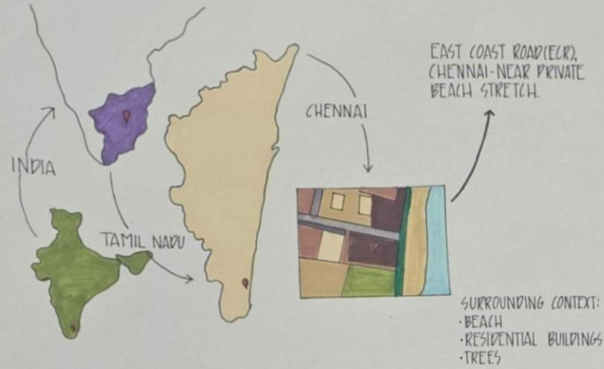 INDIA
TAMIL NADU
CHENNAI
EAST COAST ROAD(ECR),
CHENNAI-NEAR PRIVATE
BEACH STRETCH.
SURROUNDING CONTEXT:
·BEACH
·RESIDENTIAL BUILDINGS
·TREES